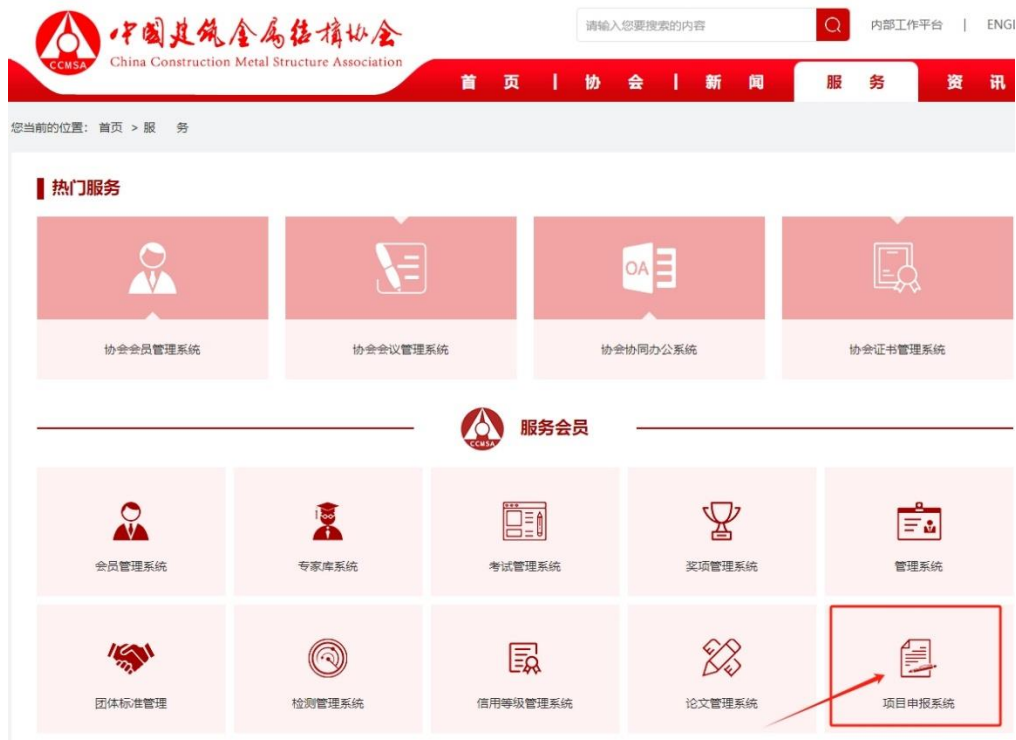 中国建筑金属结构协会
China Construction Metal Structure Association
CCMSA
请输入您要搜索的内容
内部工作平台 | ENGL
首 页 | 协 会 | 新 闻 服 务 资 讯
您当前的位置: 首页 > 服 务
热门服务
OA
协会会员管理系统 协会会议管理系统 协会协同办公系统 协会证书管理系统
CCMSA
服务会员
会员管理系统 专家库系统 考试管理系统 奖项管理系统 管理系统
团体标准管理 检测管理系统 信用等级管理系统 论文管理系统 项目申报系统